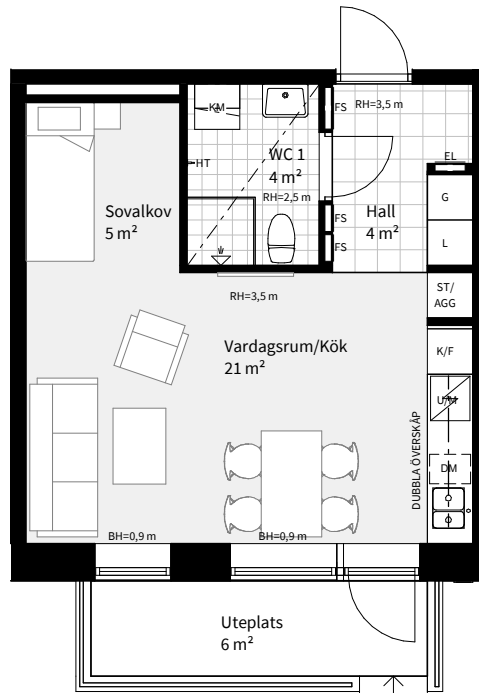 KM
FS
RH=3,5 m
WC 1
4 m²
EL
HT
RH=2,5 m
G
Sovalkov
5 m²
FS
Hall
4 m²
FS
L
RH=3,5 m
ST/
AGG
Vardagsrum/Kök
21 m²
K/F
U/M
DUBBLA ÖVERSKÅP
DM
BH=0,9 m
BH=0,9 m
Uteplats
6 m²